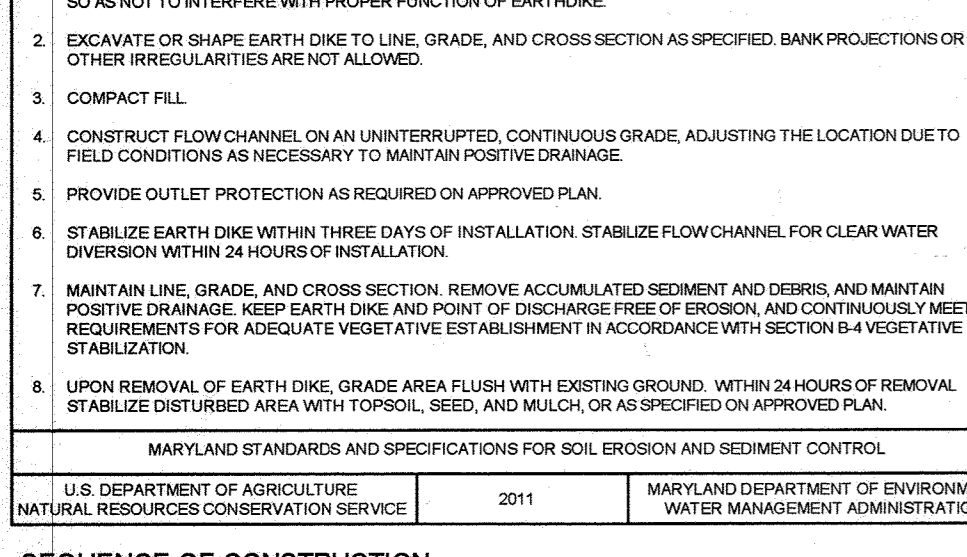 SO AS NOT TO INTERFERE WITH PROPER FUNCTION OF EARTHDIKE.
2. EXCAVATE OR SHAPE EARTH DIKE TO LINE, GRADE, AND CROSS SECTION AS SPECIFIED. BANK PROJECTIONS OR
OTHER IRREGULARITIES ARE NOT ALLOWED.
3. COMPACT FILL.
4. CONSTRUCT FLOW CHANNEL ON AN UNINTERRUPTED, CONTINUOUS GRADE, ADJUSTING THE LOCATION DUE TO
FIELD CONDITIONS AS NECESSARY TO MAINTAIN POSITIVE DRAINAGE.
5. PROVIDE OUTLET PROTECTION AS REQUIRED ON APPROVED PLAN.
6. STABILIZE EARTH DIKE WITHIN THREE DAYS OF INSTALLATION. STABILIZE FLOW CHANNEL FOR CLEAR WATER
DIVERSION WITHIN 24 HOURS OF INSTALLATION.
7. MAINTAIN LINE, GRADE, AND CROSS SECTION. REMOVE ACCUMULATED SEDIMENT AND DEBRIS, AND MAINTAIN
POSITIVE DRAINAGE. KEEP EARTH DIKE AND POINT OF DISCHARGE FREE OF EROSION, AND CONTINUOUSLY MEET
REQUIREMENTS FOR ADEQUATE VEGETATIVE ESTABLISHMENT IN ACCORDANCE WITH SECTION B-4 VEGETATIVE
STABILIZATION.
8. UPON REMOVAL OF EARTH DIKE, GRADE AREA FLUSH WITH EXISTING GROUND. WITHIN 24 HOURS OF REMOVAL
STABILIZE DISTURBED AREA WITH TOPSOIL, SEED, AND MULCH, OR AS SPECIFIED ON APPROVED PLAN.
MARYLAND STANDARDS AND SPECIFICATIONS FOR SOIL EROSION AND SEDIMENT CONTROL
U.S. DEPARTMENT OF AGRICULTURE
NATURAL RESOURCES CONSERVATION SERVICE
2011
MARYLAND DEPARTMENT OF ENVIRONM
WATER MANAGEMENT ADMINISTRATIO
SEQUENCE OF CONSTRUCTION